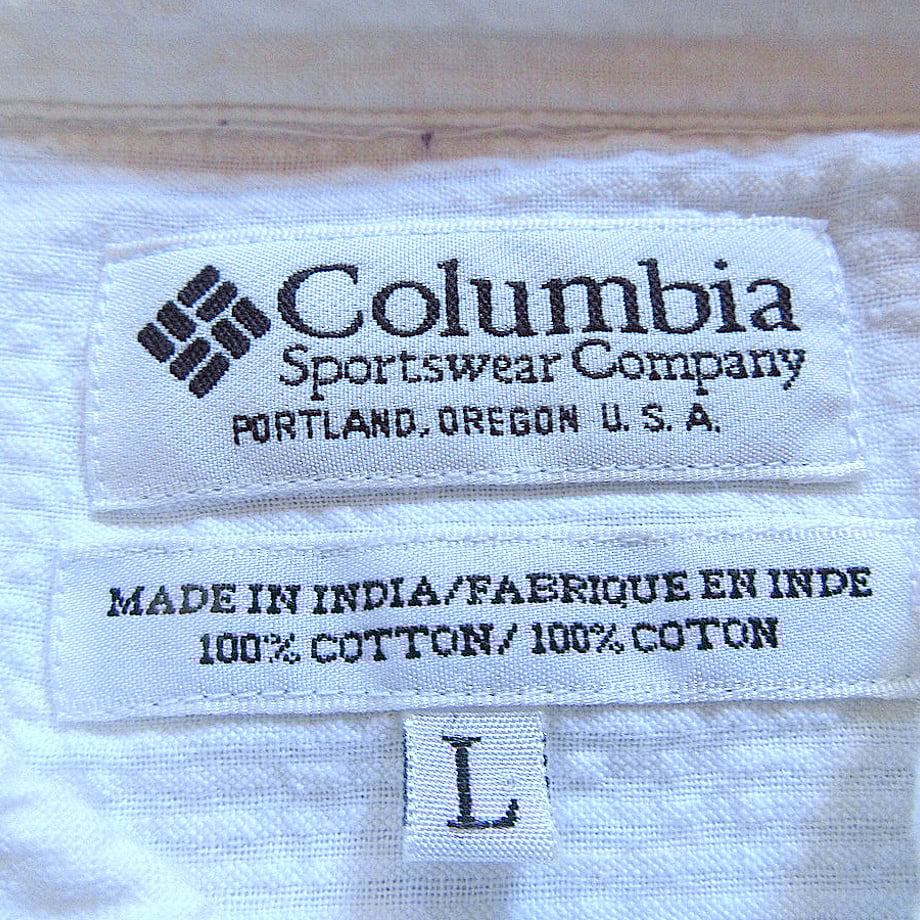 Columbia
Sportswear Company
PORTLAND, OREGON U. S. A.
MADE IN INDIA/FABRIQUE EN INDE
100% COTTON/ 100% COTON
L